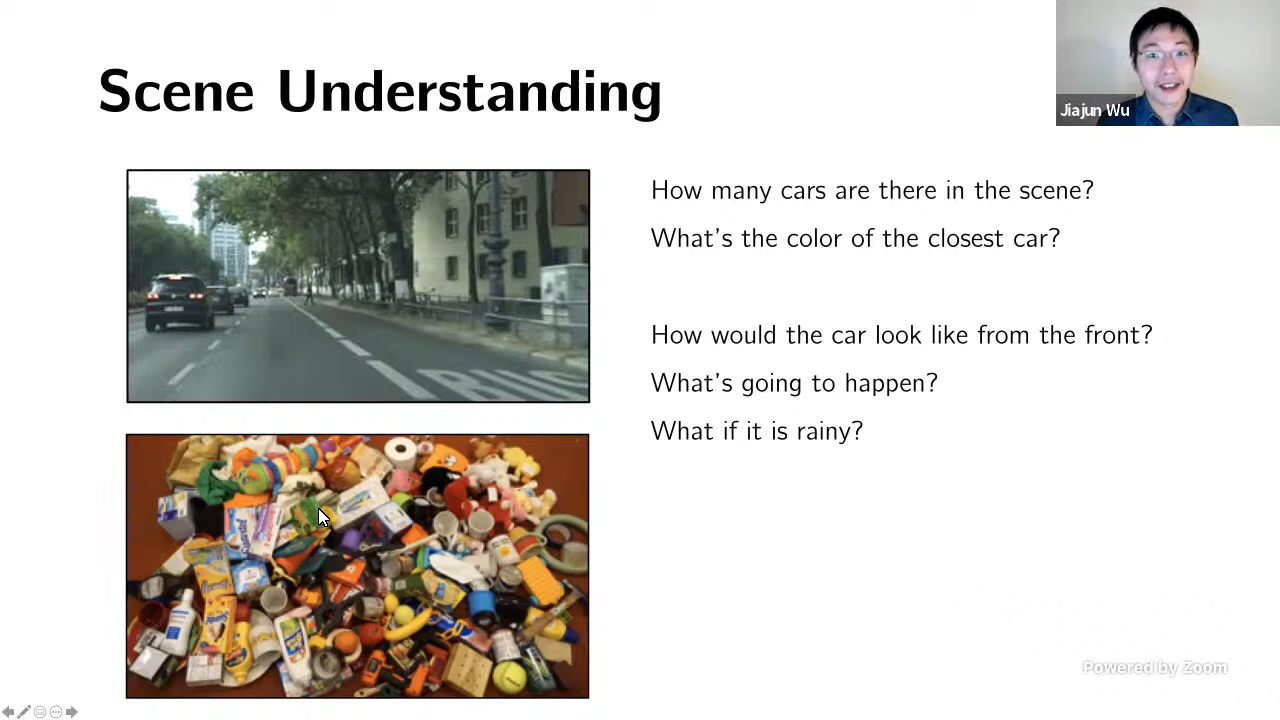 Scene Understanding
Jiajun Wu
How many cars are there in the scene?
What's the color of the closest car?
How would the car look like from the front?
What's going to happen?
What if it is rainy?
BUS
Powered by Zoom